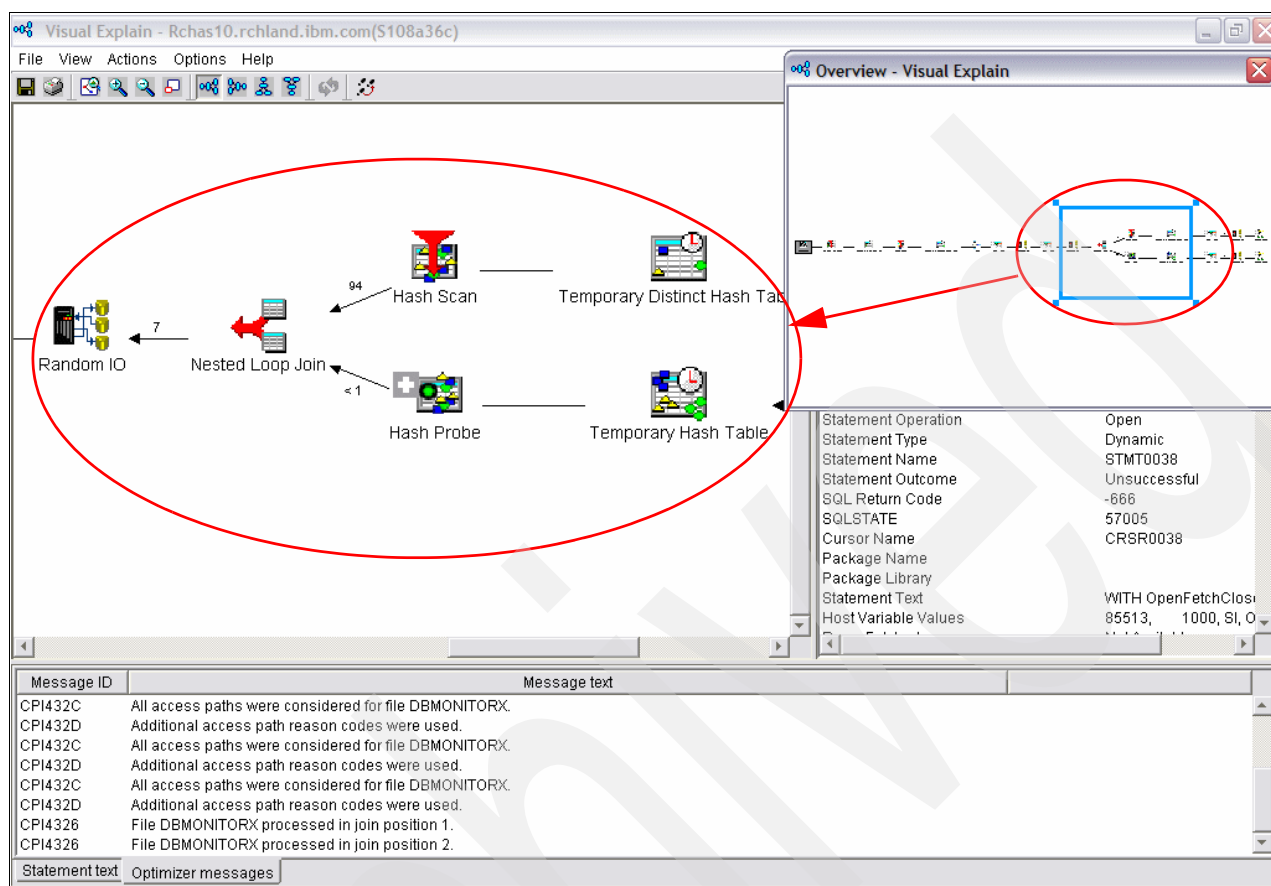 Visual Explain - Rchas10.rchland.ibm.com(S108a36c)
File View Actions Options Help
Overview - Visual Explain
94
Hash Scan
Temporary Distinct Hash Tab
7
Random IO
Nested Loop Join
< 1
Hash Probe
Temporary Hash Table
Statement Operation Open
Statement Type Dynamic
Statement Name STMT0038
Statement Outcome Unsuccessful
SQL Return Code -666
SQLSTATE 57005
Cursor Name CRSR0038
Package Name
Package Library
Statement Text WITH OpenFetchClos
Host Variable Values 85513, 1000, SI, O
Message ID Message text
CPI432C All access paths were considered for file DBMONITORX.
CPI432D Additional access path reason codes were used.
CPI432C All access paths were considered for file DBMONITORX.
CPI432D Additional access path reason codes were used.
CPI432C All access paths were considered for file DBMONITORX.
CPI432D Additional access path reason codes were used.
CPI4326 File DBMONITORX processed in join position 1.
CPI4326 File DBMONITORX processed in join position 2.
Statement text Optimizer messages